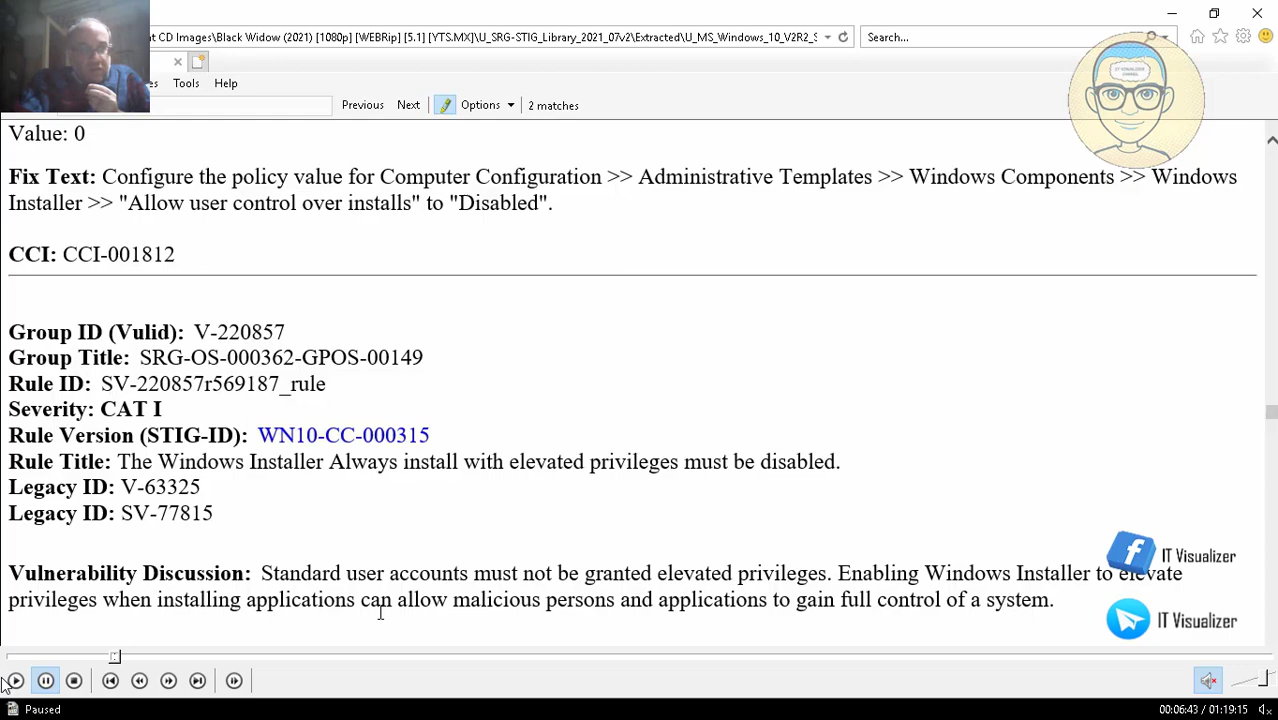 nt CD Images\Black Widow (2021) [1080p] [WEBRip] [5.1] [YTS.MX]\U_SRG-STIG_Library_2021_07v2\Extracted\U_MS_Windows_10_V2R2_S
Search...
es Tools Help
Previous Next Options 2 matches
IT VISUALIZER
CHANNEL
Value: 0
Fix Text: Configure the policy value for Computer Configuration >> Administrative Templates >> Windows Components >> Windows
Installer >> "Allow user control over installs" to "Disabled".
CCI: CCI-001812
Group ID (Vulid): V-220857
Group Title: SRG-OS-000362-GPOS-00149
Rule ID: SV-220857r569187_rule
Severity: CAT I
Rule Version (STIG-ID): WN10-CC-000315
Rule Title: The Windows Installer Always install with elevated privileges must be disabled.
Legacy ID: V-63325
Legacy ID: SV-77815
IT Visualizer
Vulnerability Discussion: Standard user accounts must not be granted elevated privileges. Enabling Windows Installer to elevate
privileges when installing applications can allow malicious persons and applications to gain full control of a system.
IT Visualizer
Paused
00:06:43 / 01:19:15